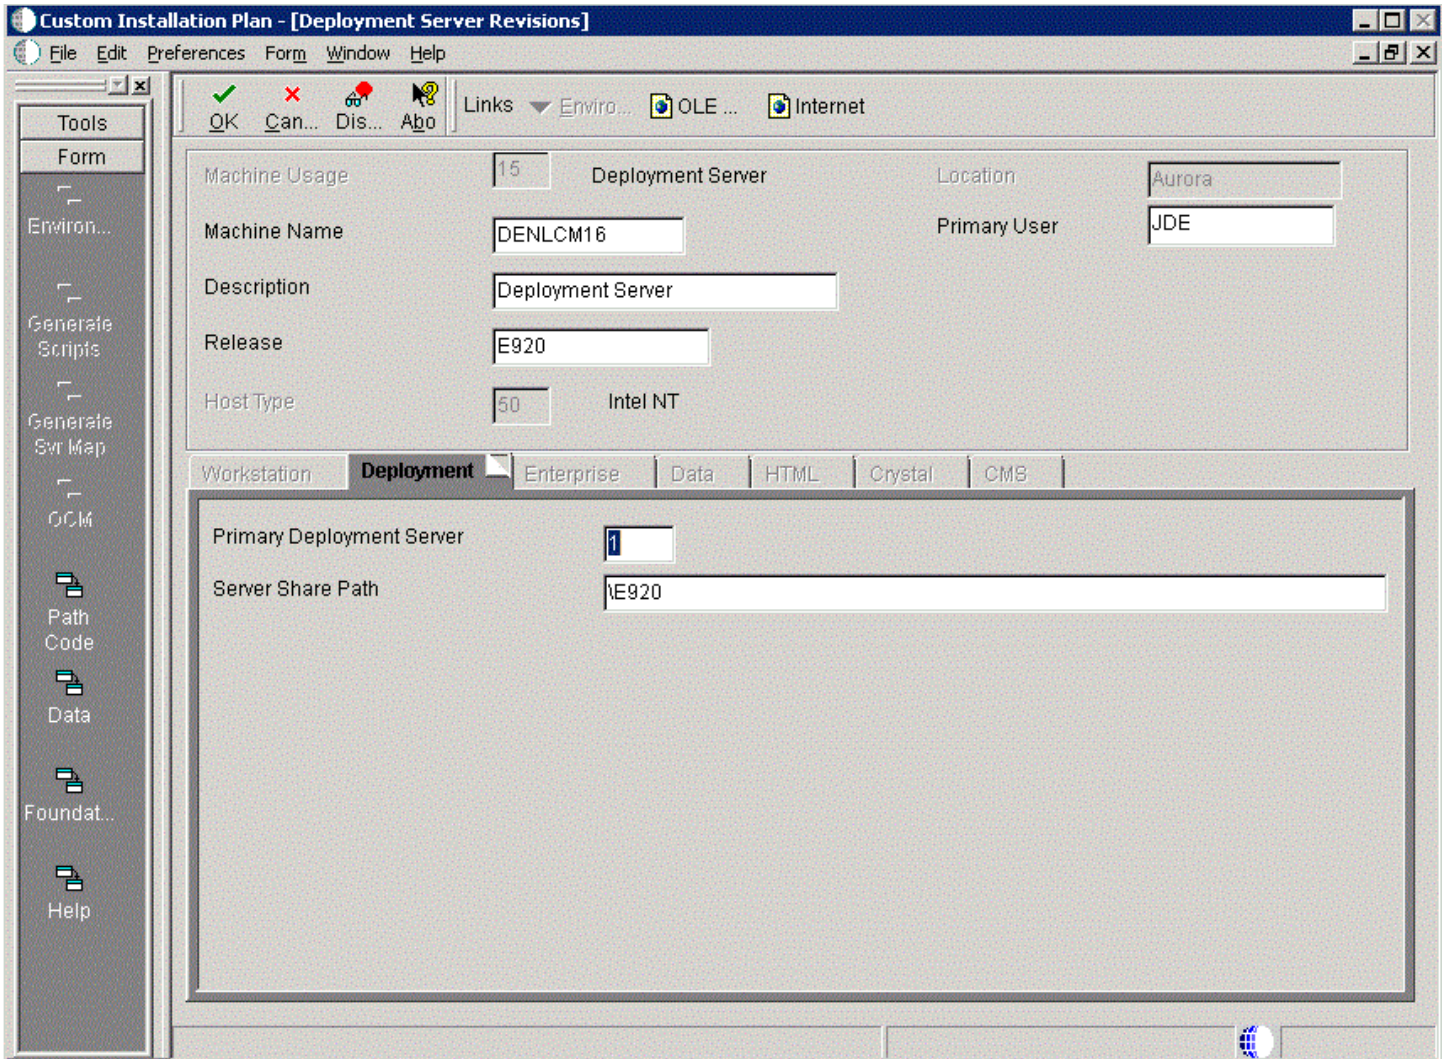 Custom Installation Plan - [Deployment Server Revisions]
File Edit Preferences Form Window Help
Tools
Form
Environ...
Generate
Scripts
Generate
Svr Map
OCM
Path
Code
Data
Foundat...
Help
OK Can... Dis... Abo Links Enviro... OLE ... Internet
Machine Usage 15 Deployment Server Location Aurora
Machine Name DENLCM16 Primary User JDE
Description Deployment Server
Release E920
Host Type 50 Intel NT
Workstation Deployment Enterprise Data HTML Crystal CMS
Primary Deployment Server 1
Server Share Path \E920